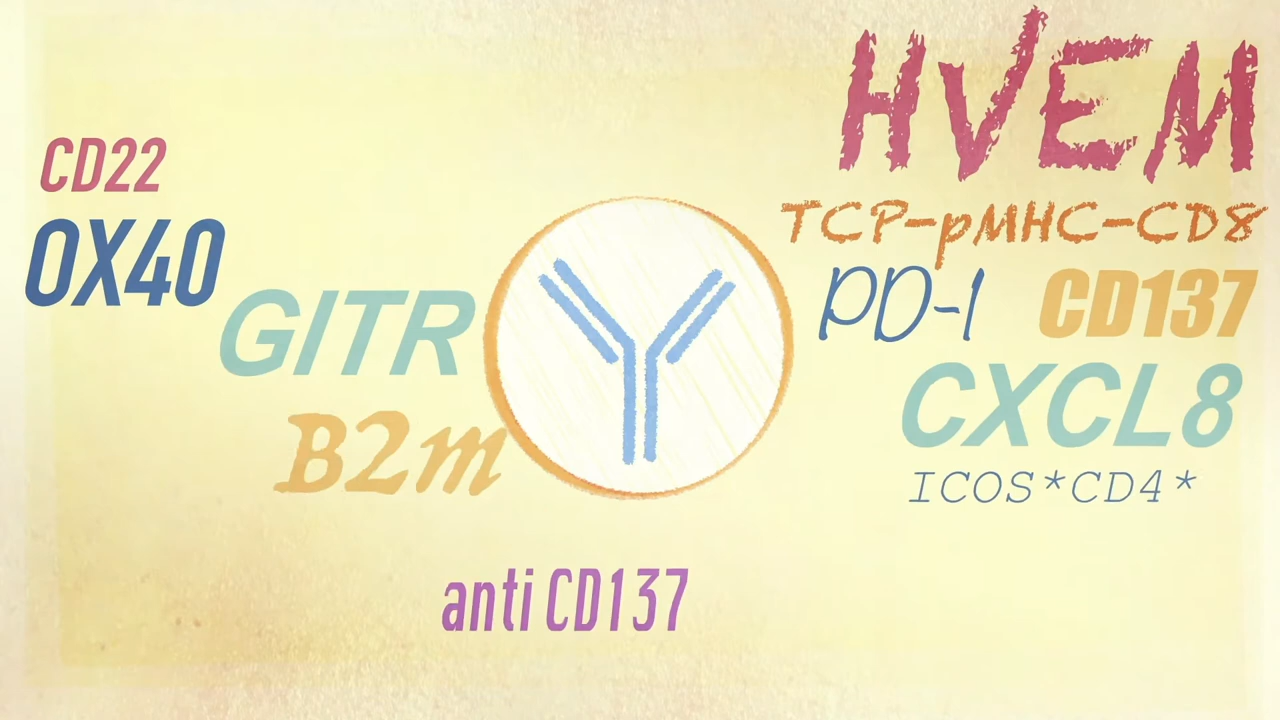 HVEM
CD22
TCP-pMHC-CD8
OX40
PD-1
CD137
GITR
CXCL8
B2m
ICOS*CD4*
anti CD137